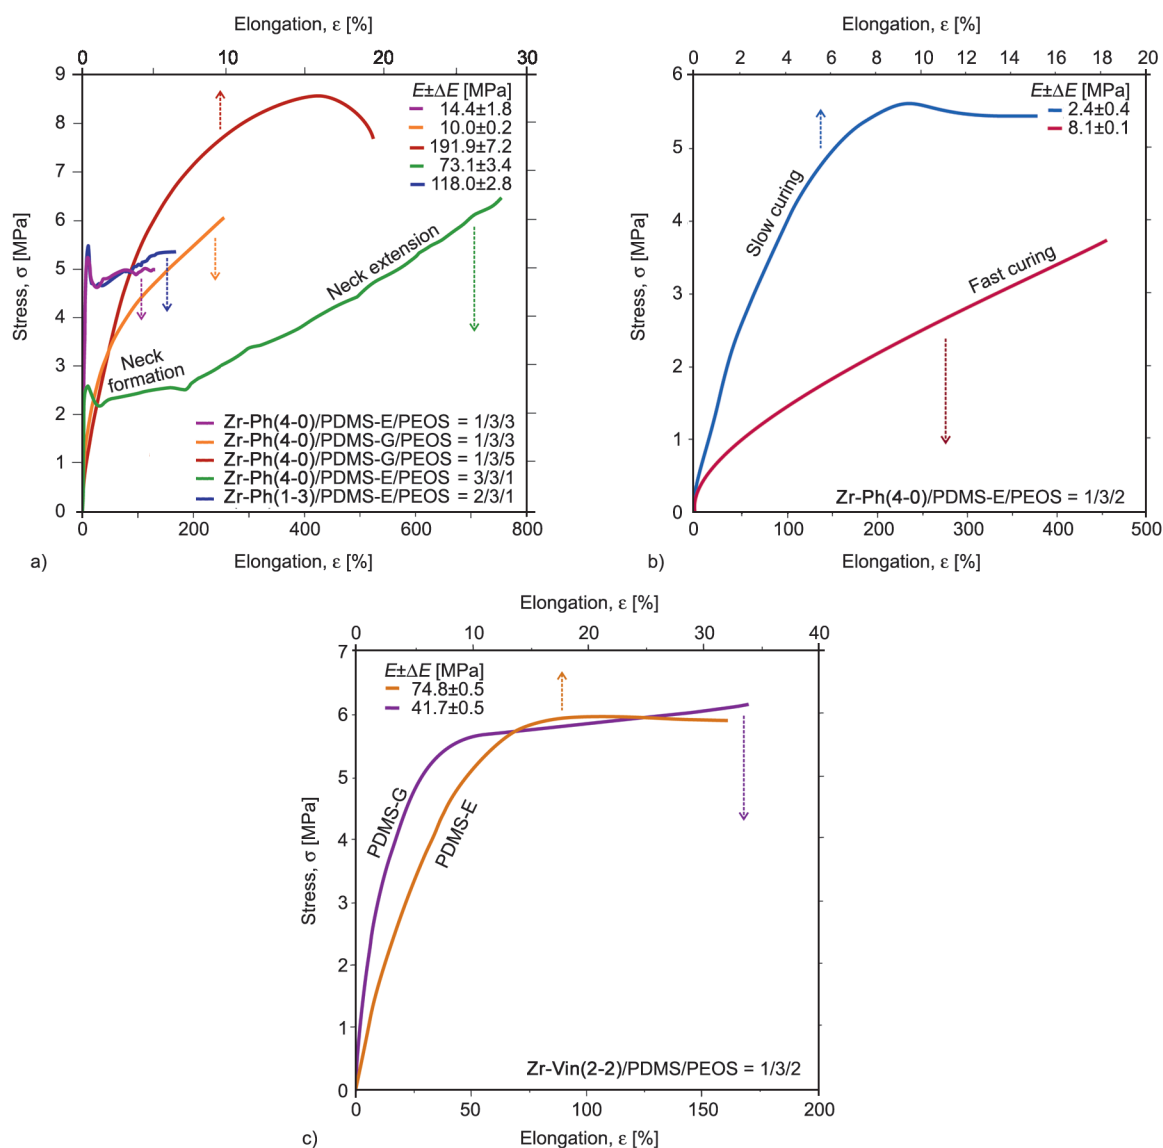 Elongation, ε [%]
0 10 20 30
9
8
7
6
5
4
3
2
1
0
Stress, σ [MPa]
E±ΔE [MPa]
14.4±1.8
10.0±0.2
191.9±7.2
73.1±3.4
118.0±2.8
Neck extension
Neck
formation
Zr-Ph(4-0)/PDMS-E/PEOS = 1/3/3
Zr-Ph(4-0)/PDMS-G/PEOS = 1/3/3
Zr-Ph(4-0)/PDMS-G/PEOS = 1/3/5
Zr-Ph(4-0)/PDMS-E/PEOS = 3/3/1
Zr-Ph(1-3)/PDMS-E/PEOS = 2/3/1
0 200 400 600 800
Elongation, ε [%]
a)
Elongation, ε [%]
0 2 4 6 8 10 12 14 16 18 20
6
5
4
3
2
1
0
Stress, σ [MPa]
E±ΔE [MPa]
2.4±0.4
8.1±0.1
Slow curing
Fast curing
Zr-Ph(4-0)/PDMS-E/PEOS = 1/3/2
0 100 200 300 400 500
Elongation, ε [%]
b)
Elongation, ε [%]
0 10 20 30 40
7
6
5
4
3
2
1
0
Stress, σ [MPa]
E±ΔE [MPa]
74.8±0.5
41.7±0.5
PDMS-G
PDMS-E
Zr-Vin(2-2)/PDMS/PEOS = 1/3/2
0 50 100 150 200
Elongation, ε [%]
c)